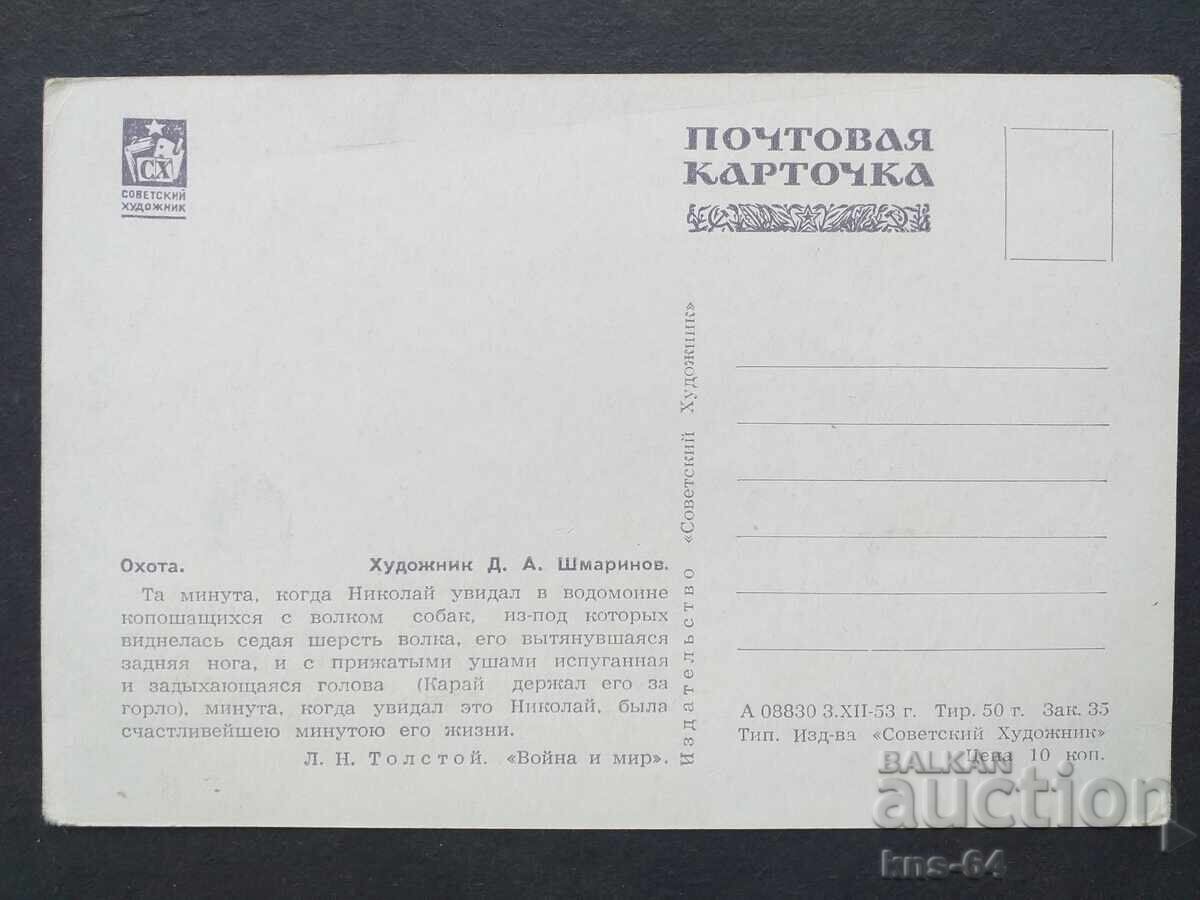 СХ
СОВЕТСКИЙ
ХУДОЖНИК
ПОЧТОВАЯ
КАРТОЧКА
Охота. Художник Д. А. Шмаринов.
Та минута, когда Николай увидал в водомоине
копошащихся с волком собак, из-под которых
виднелась седая шерсть волка, его вытянувшаяся
задняя нога, и с прижатыми ушами испуганная
и задыхающаяся голова (Карай держал его за
горло), минута, когда увидал это Николай, была
счастливейшею минутою его жизни.
Л. Н. Толстой. «Война и мир».
Издательство «Советский Художник»
А 08830 3.XII-53 г. Тир. 50 т. Зак. 35
Тип. Изд-ва «Советский Художник»
Цена 10 коп.
BALKAN
auction
kns-64